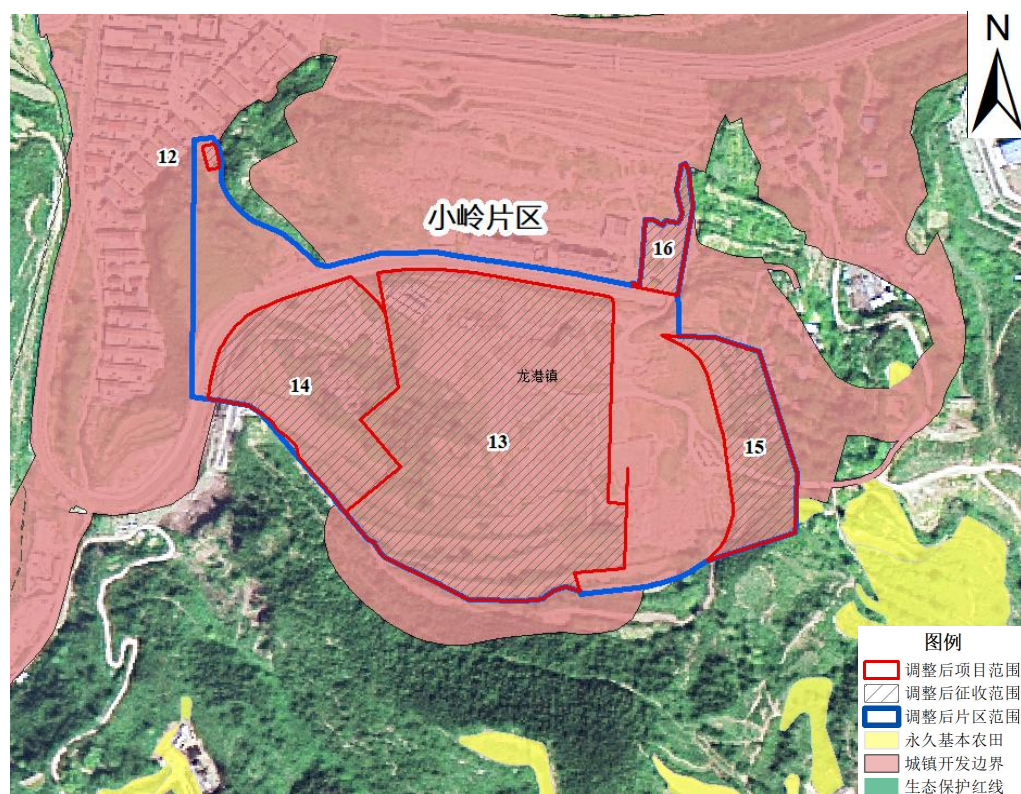 N
12
小岭片区
16
14
龙港镇
13
15
图例
调整后项目范围
调整后征收范围
调整后片区范围
永久基本农田
城镇开发边界
生态保护红线